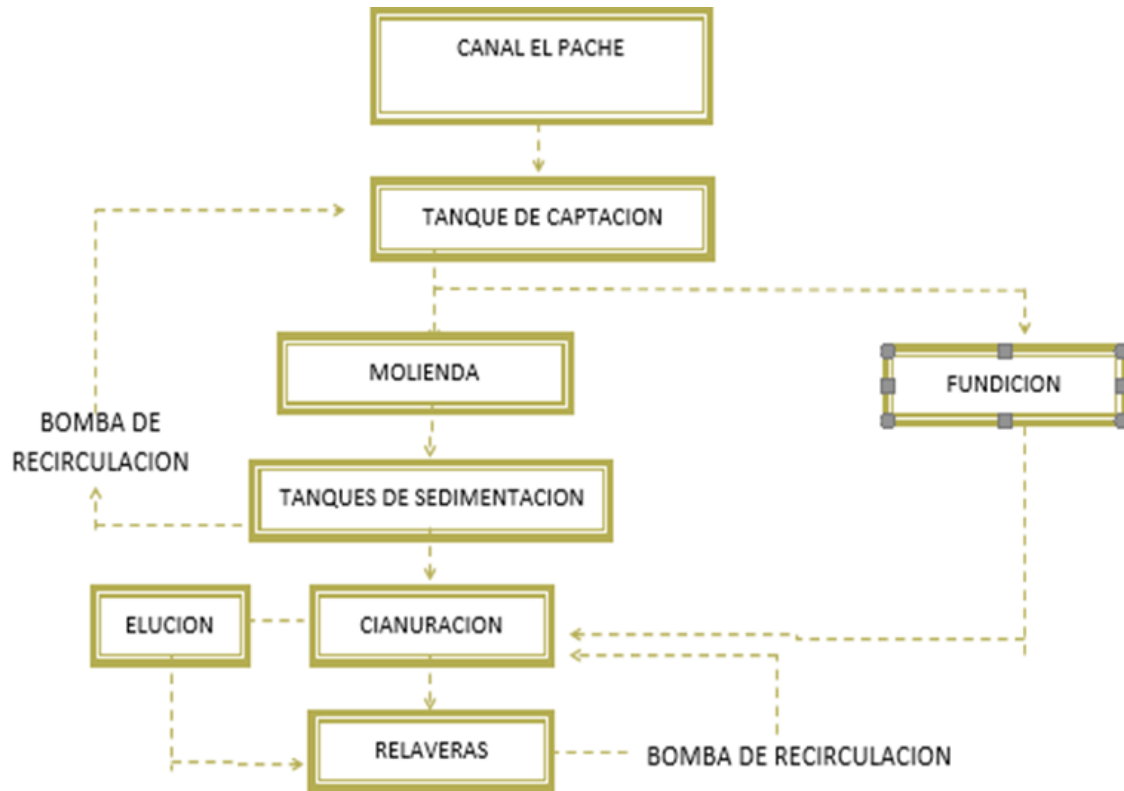 CANAL EL PACHE
TANQUE DE CAPTACION
MOLIENDA
FUNDICION
BOMBA DE
RECIRCULACION
TANQUES DE SEDIMENTACION
ELUCION
CIANURACION
RELAVERAS
BOMBA DE RECIRCULACION